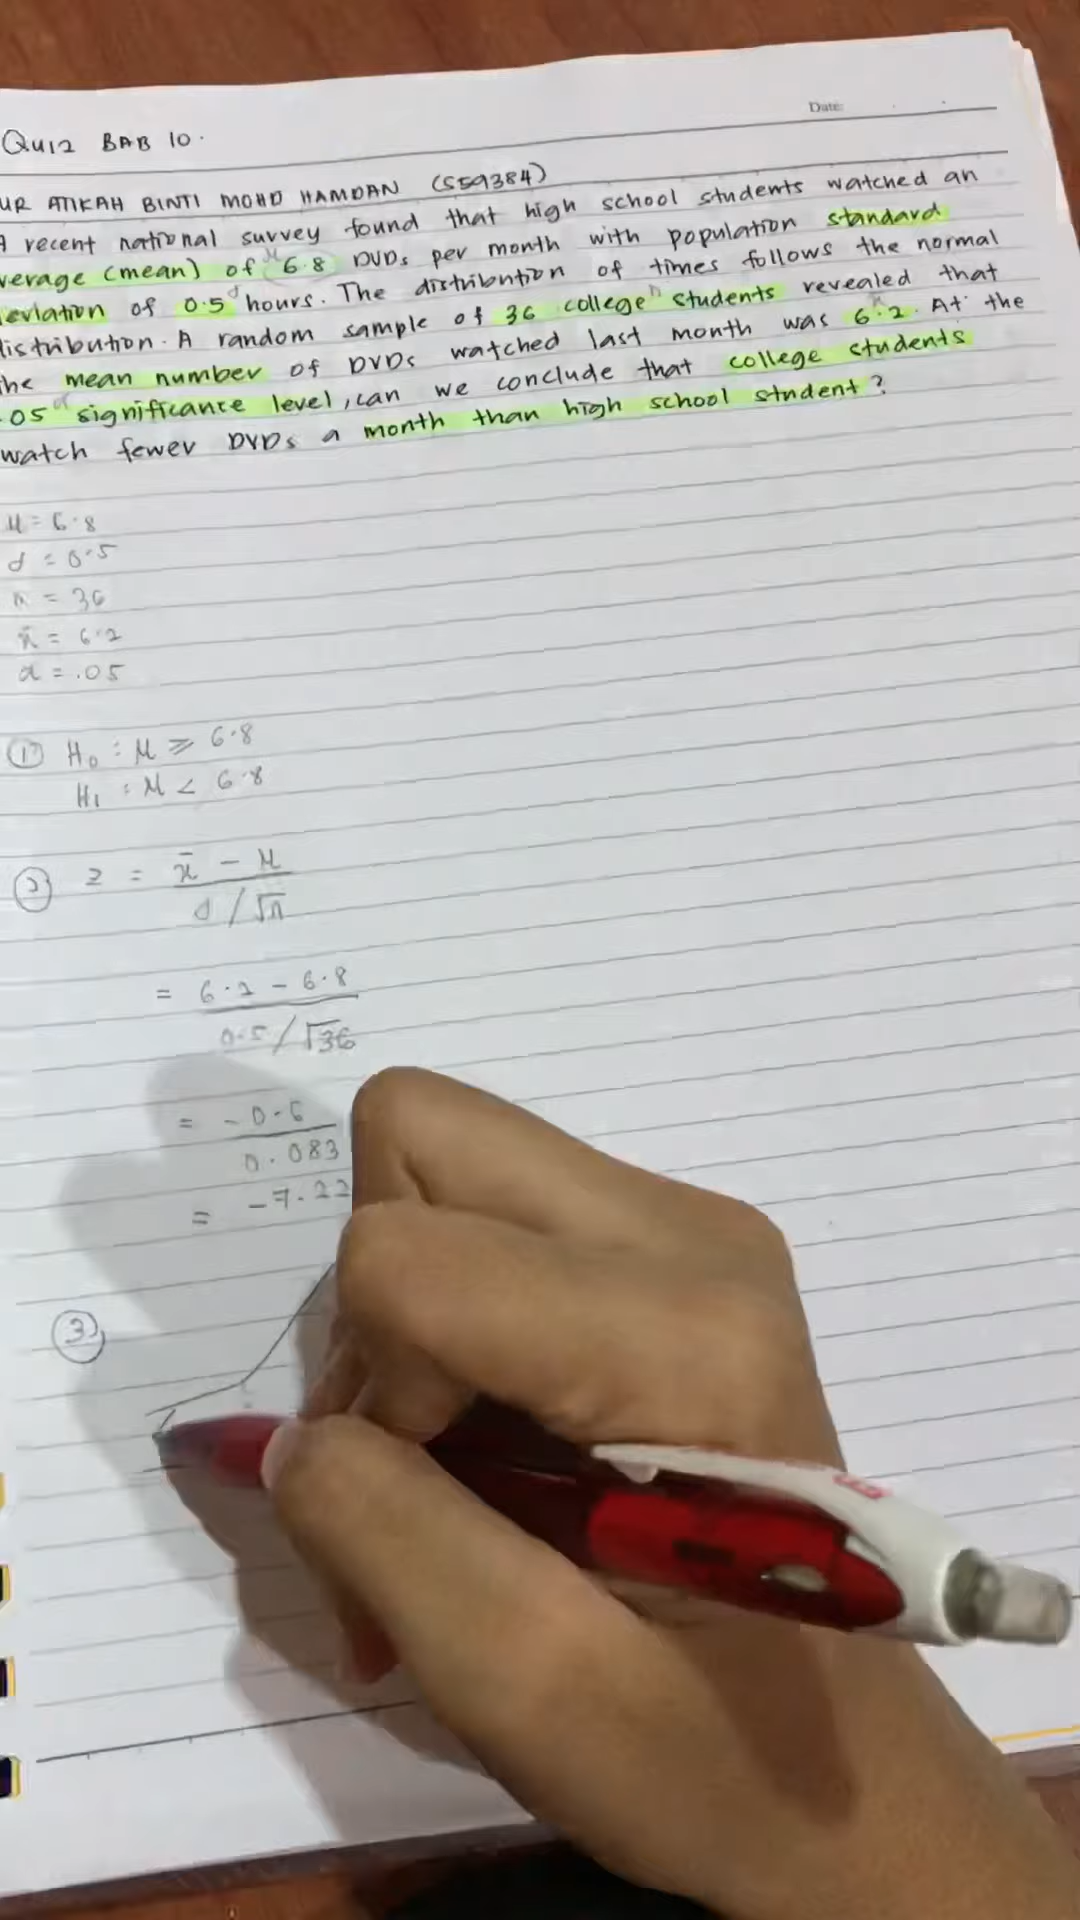 Date:
QUIZ BAB 10.
UR ATIKAH BINTI MOHD HAMDAN (S59384)
A recent national survey found that high school students watched an
verage (mean) of 6.8 DVDs per month with population standard
eviation of 0.5 hours. The distribution of times follows the normal
istribution. A random sample of 36 college students revealed that
he mean number of DVDs watched last month was 6.2. At the
.05 significance level, can we conclude that college students
watch fewer DVDs a month than high school student?
μ = 6.8
σ = 0.5
n = 36
x̄ = 6.2
α = .05
① H₀ : μ ≥ 6.8
H₁ : μ < 6.8
② z = x̄ - μ
σ / √n
= 6.2 - 6.8
0.5 / √36
= -0.6
0.083
= -7.22
③